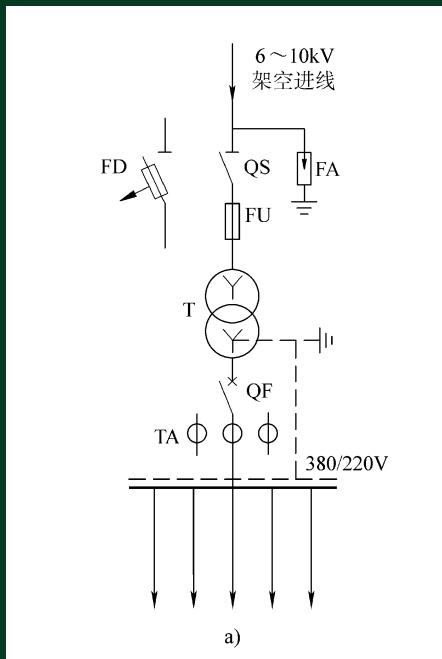 6～10kV
架空进线
FD
QS
FA
FU
T
QF
TA
380/220V
a)